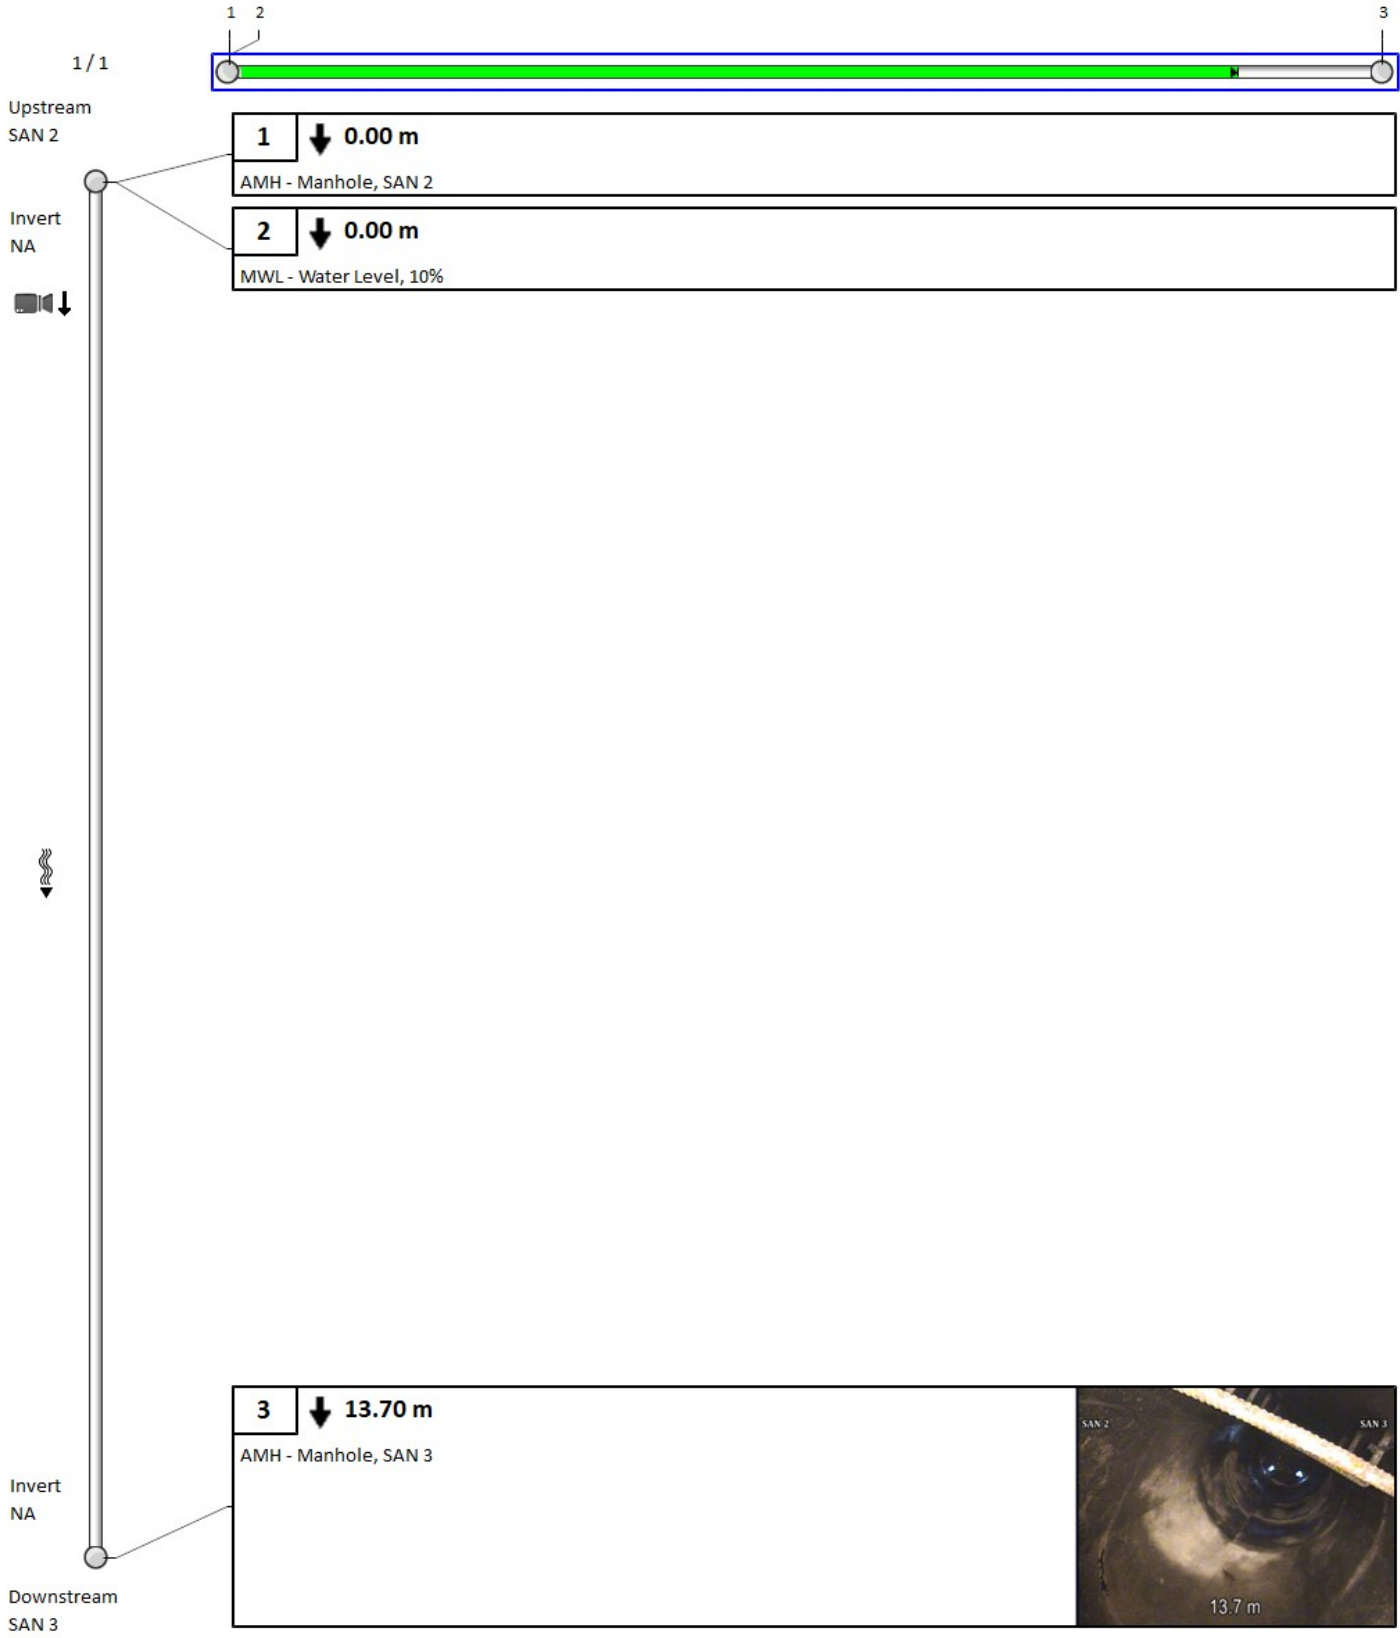 1 2 3
1 / 1
Upstream
SAN 2
1 0.00 m
AMH - Manhole, SAN 2
Invert
NA
2 0.00 m
MWL - Water Level, 10%
3 13.70 m
AMH - Manhole, SAN 3
SAN 2 SAN 3
13.7 m
Invert
NA
Downstream
SAN 3